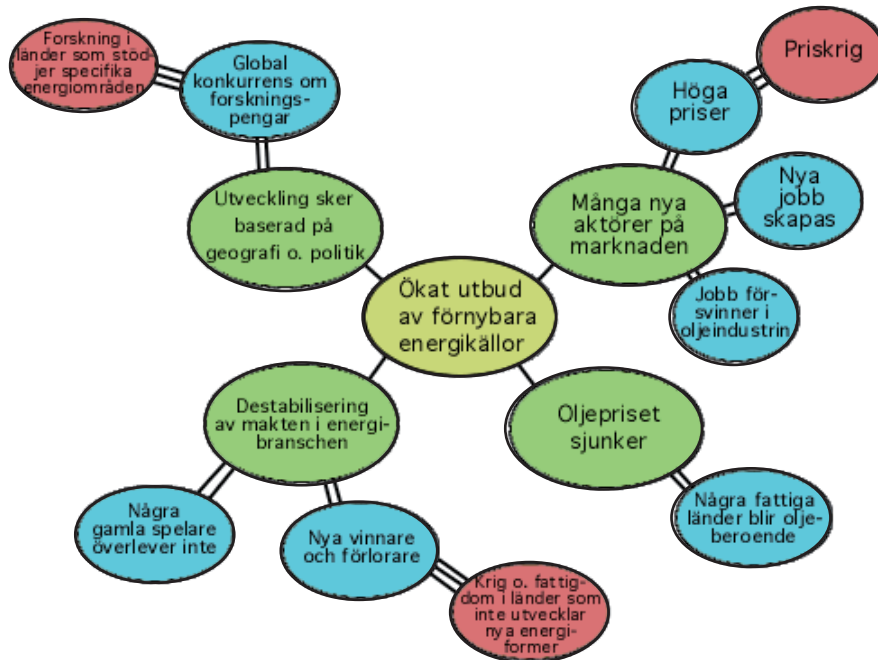 Forskning i
länder som stöd-
jer specifika
energiområden
Global
konkurrens om
forsknings-
pengar
Utveckling sker
baserad på
geografi o. politik
Priskrig
Höga
priser
Många nya
aktörer på
marknaden
Nya
jobb
skapas
Jobb för-
svinner i
oljeindustrin
Ökat utbud
av förnybara
energikällor
Destabilisering
av makten i energi-
branschen
Några
gamla spelare
överlever inte
Nya vinnare
och förlorare
Krig o. fattig-
dom i länder som
inte utvecklar
nya energi-
former
Oljepriset
sjunker
Några fattiga
länder blir olje-
beroende